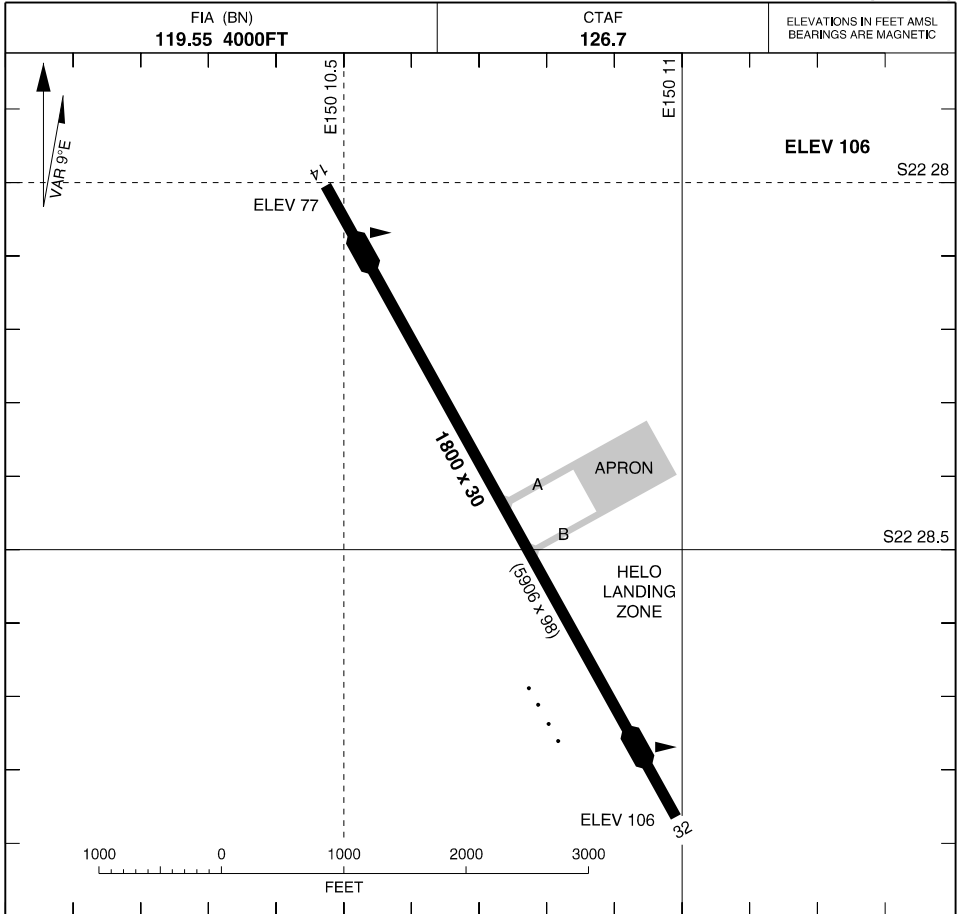 FIA (BN)
119.55 4000FT
CTAF
126.7
ELEVATIONS IN FEET AMSL
BEARINGS ARE MAGNETIC
VAR 9°E
E150 10.5
E150 11
ELEV 106
S22 28
14
ELEV 77
1800 x 30
APRON
A
B
S22 28.5
(5906 x 98)
HELO
LANDING
ZONE
ELEV 106
32
1000 0 1000 2000 3000
FEET